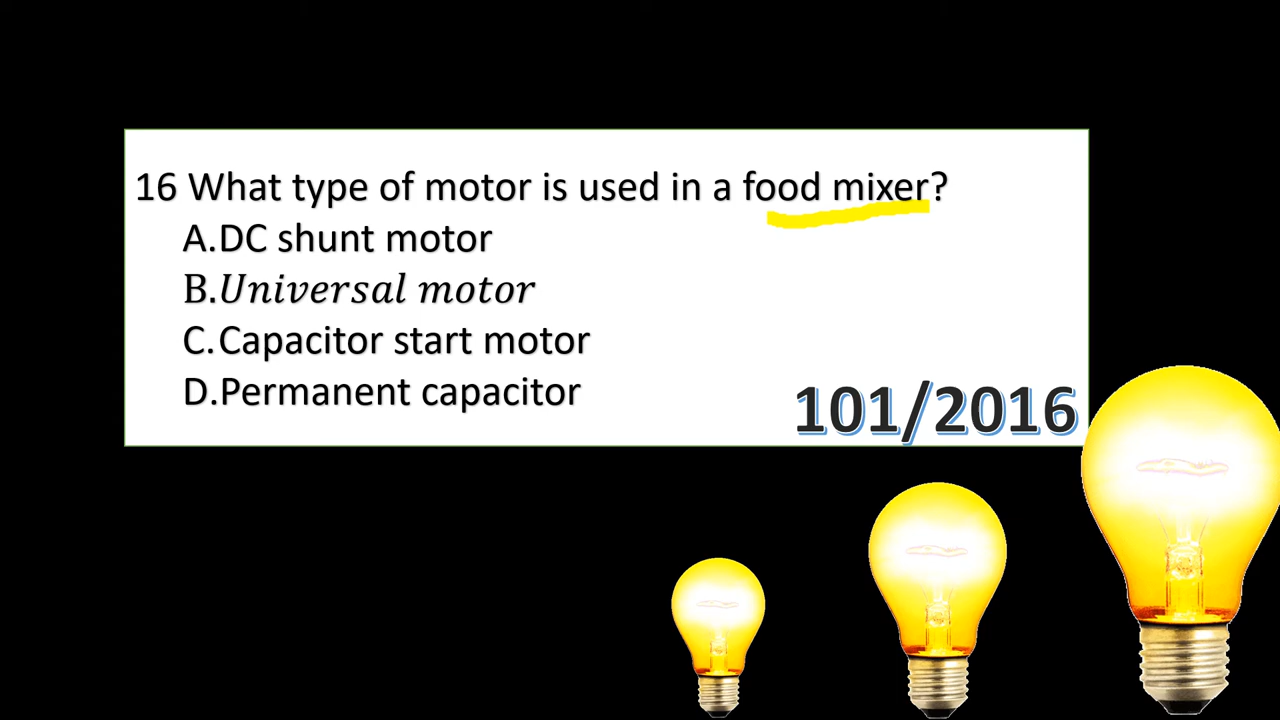 16 What type of motor is used in a food mixer?
A.DC shunt motor
B.Universal motor
C.Capacitor start motor
D.Permanent capacitor
101/2016